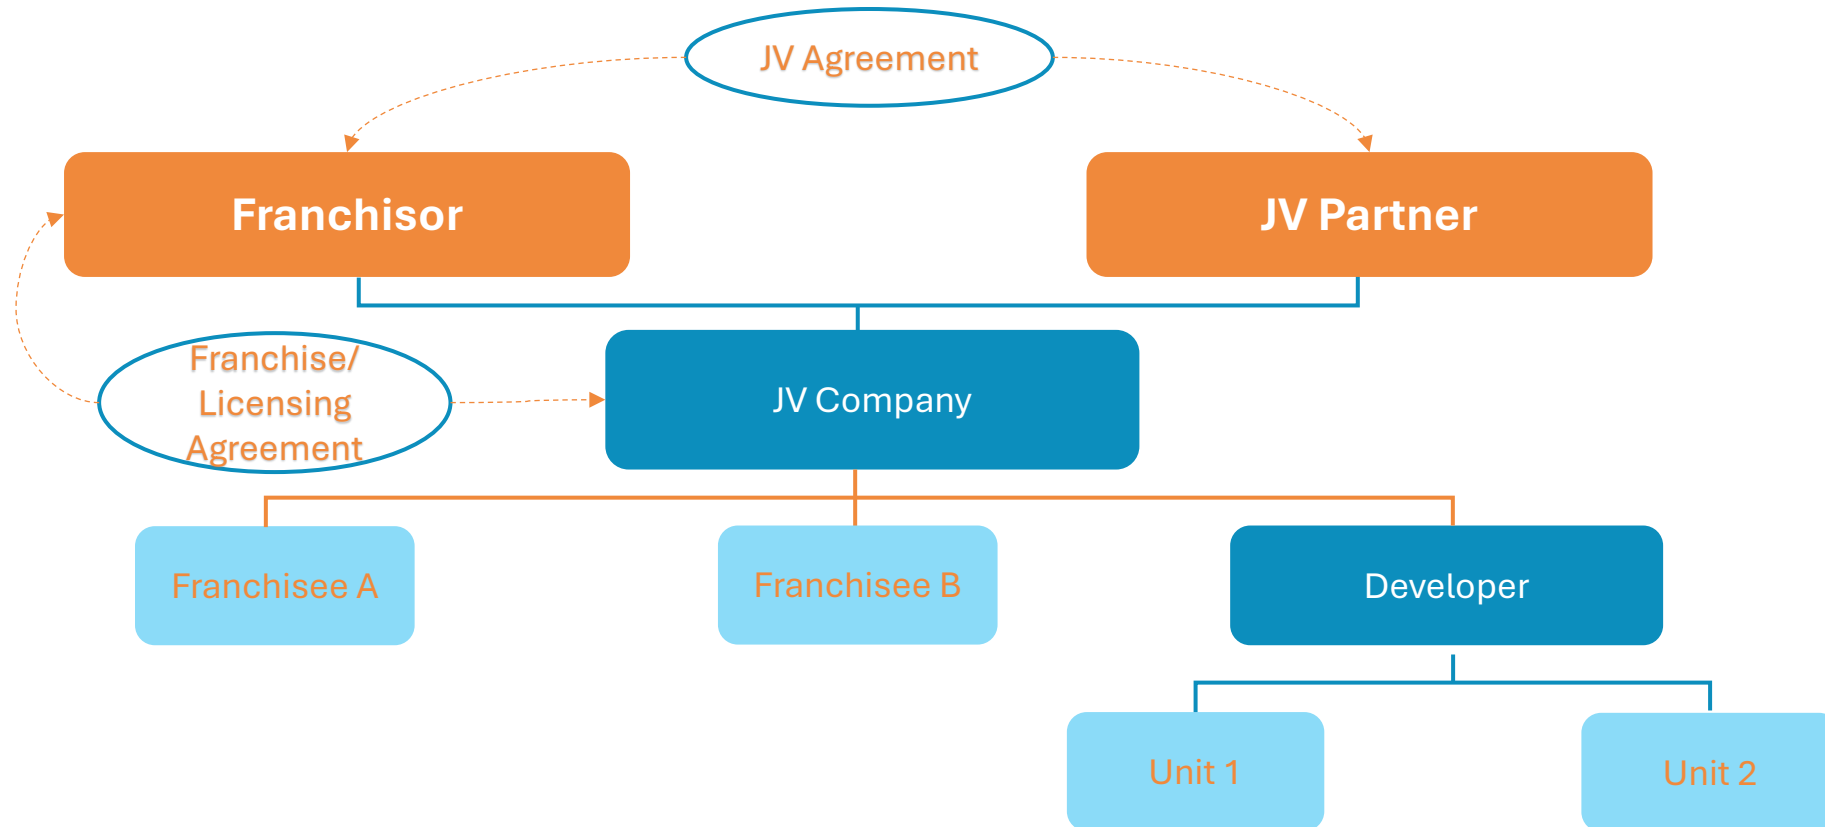 JV Agreement
Franchisor
JV Partner
Franchise/
Licensing
Agreement
JV Company
Franchisee A
Franchisee B
Developer
Unit 1
Unit 2